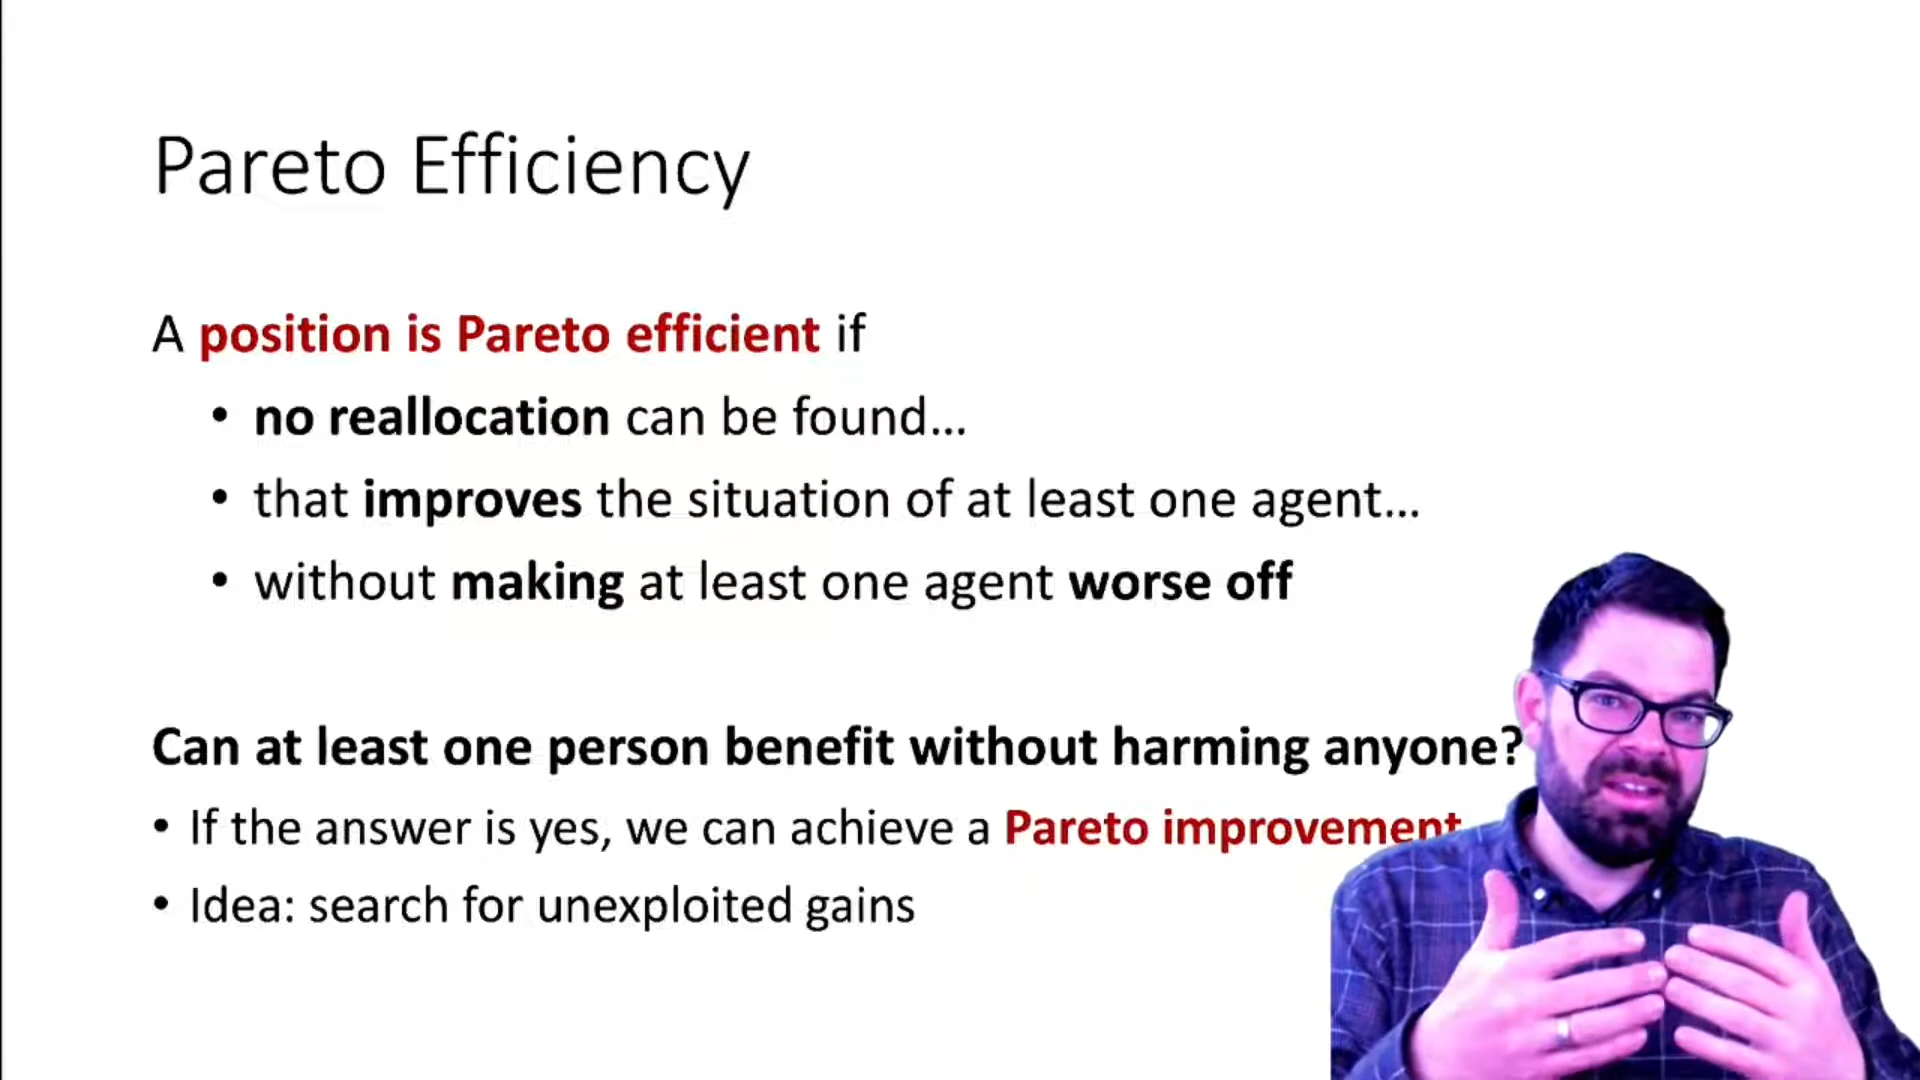 Pareto Efficiency
A position is Pareto efficient if
• no reallocation can be found...
• that improves the situation of at least one agent...
• without making at least one agent worse off
Can at least one person benefit without harming anyone?
• If the answer is yes, we can achieve a Pareto improvement
• Idea: search for unexploited gains